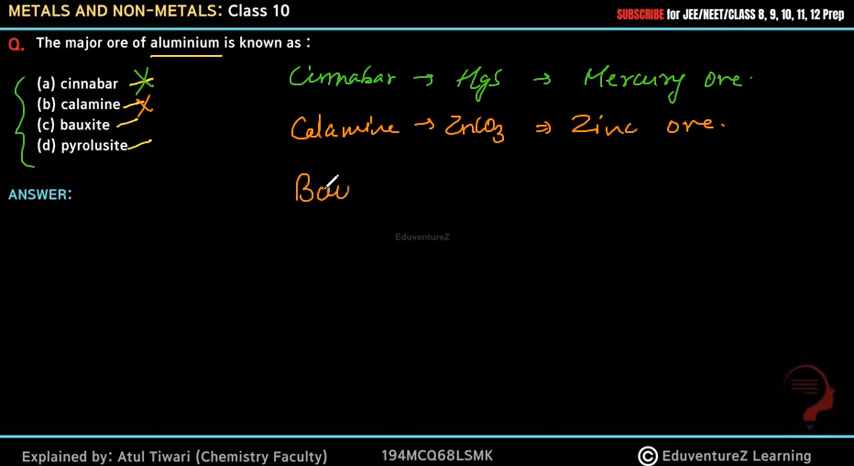 METALS AND NON-METALS: Class 10
SUBSCRIBE for JEE/NEET/CLASS 8, 9, 10, 11, 12 Prep
Q. The major ore of aluminium is known as :
(a) cinnabar
(b) calamine
(c) bauxite
(d) pyrolusite
Cinnabar → HgS → Mercury ore.
Calamine → ZnCO3 ⇒ Zinc ore.
Bau
ANSWER:
EduventureZ
Explained by: Atul Tiwari (Chemistry Faculty)
194MCQ68LSMK
© EduventureZ Learning